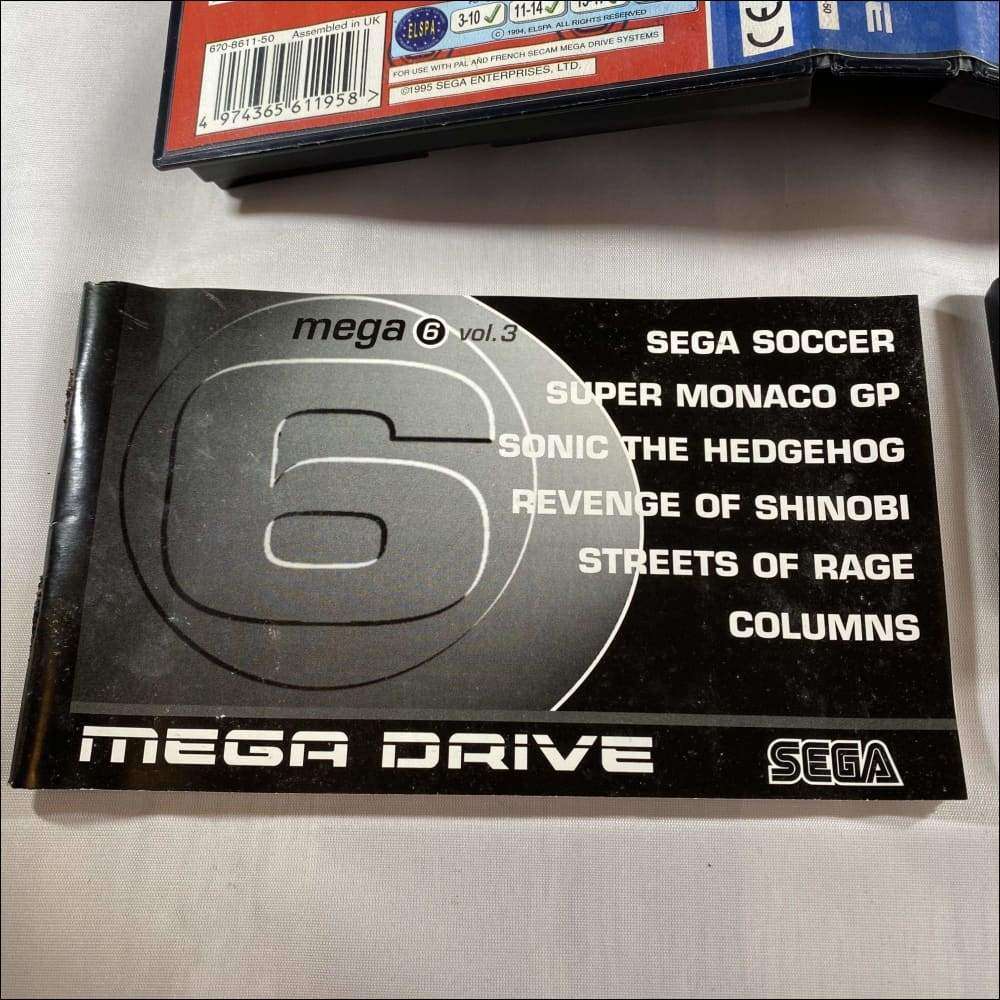 670-8611-50 Assembled in UK
4 974365 611958 >
ELSPA
3-10 ✓ 11-14 ✓
© 1994, ELSPA. ALL RIGHTS RESERVED
FOR USE WITH PAL AND FRENCH SECAM MEGA DRIVE SYSTEMS
©1995 SEGA ENTERPRISES, LTD.
CE
mega 6 vol.3
6
SEGA SOCCER
SUPER MONACO GP
SONIC THE HEDGEHOG
REVENGE OF SHINOBI
STREETS OF RAGE
COLUMNS
MEGA DRIVE
SEGA